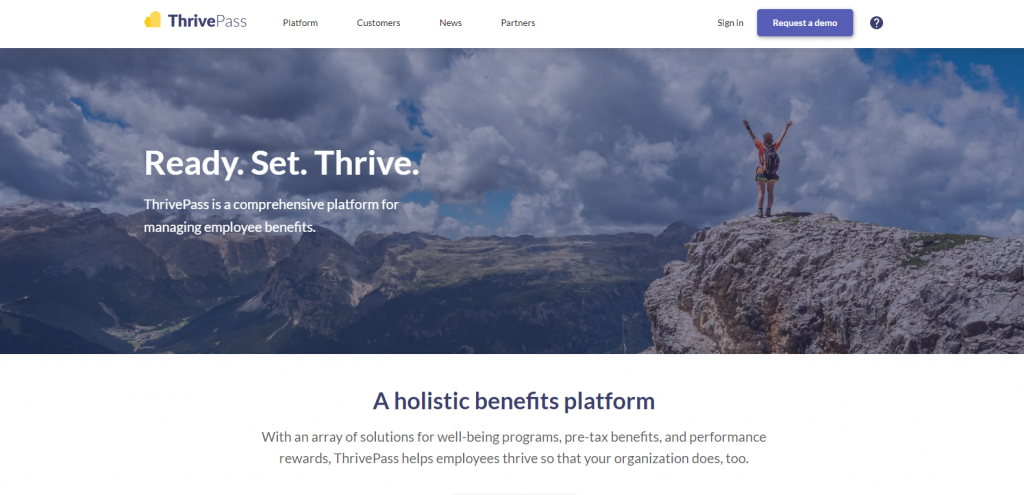 ThrivePass
Platform
Customers
News
Partners
Sign in
Request a demo
?
Ready. Set. Thrive.
ThrivePass is a comprehensive platform for
managing employee benefits.
A holistic benefits platform
With an array of solutions for well-being programs, pre-tax benefits, and performance
rewards, ThrivePass helps employees thrive so that your organization does, too.